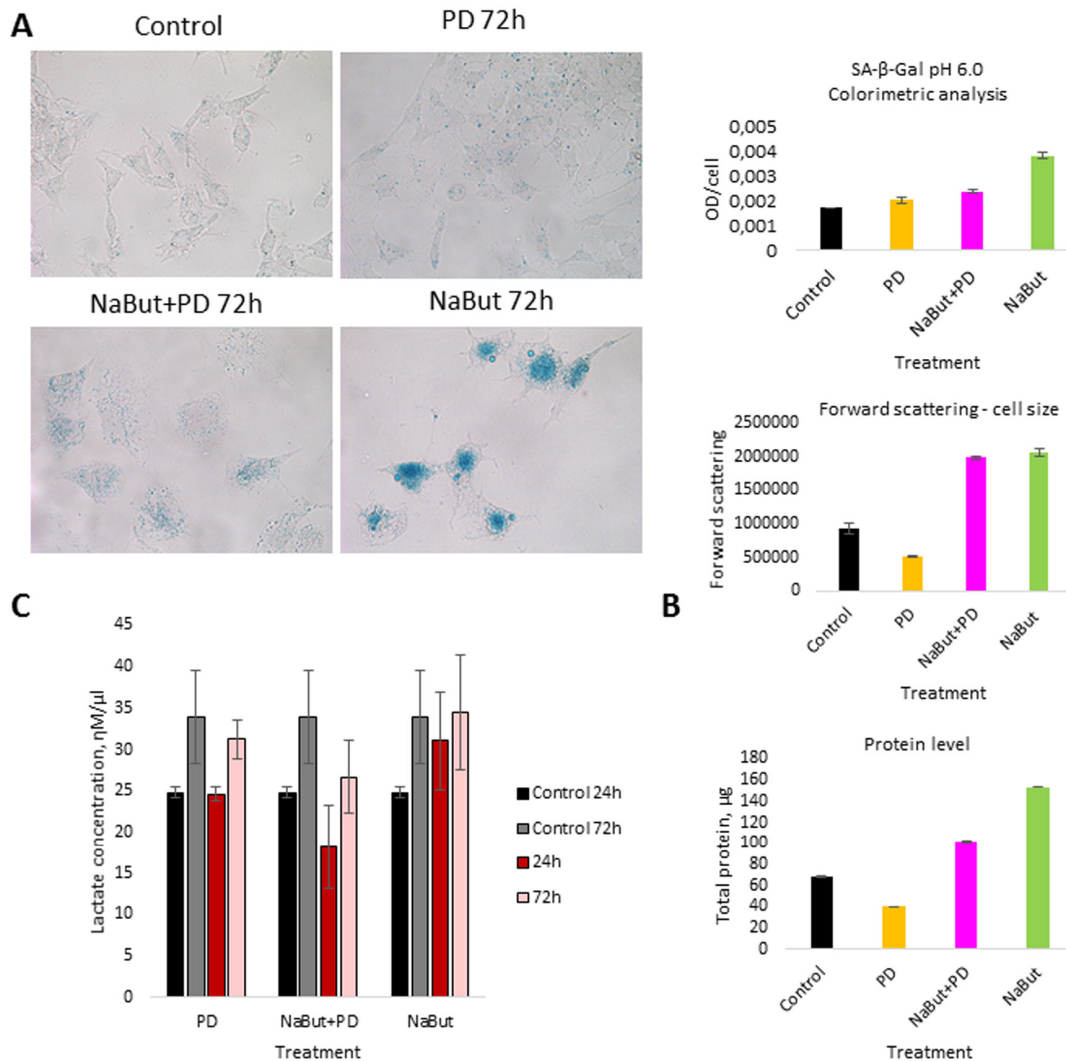 A
Control
PD 72h
NaBut+PD 72h
NaBut 72h
SA-β-Gal pH 6.0
Colorimetric analysis
0,005
0,004
0,003
0,002
0,001
0
OD/cell
Control
PD
NaBut+PD
NaBut
Treatment
Forward scattering - cell size
2500000
2000000
1500000
1000000
500000
0
Forward scattering
Control
PD
NaBut+PD
NaBut
Treatment
B
Protein level
180
160
140
120
100
80
60
40
20
0
Total protein, µg
Control
PD
NaBut+PD
NaBut
Treatment
C
45
40
35
30
25
20
15
10
5
0
Lactate concentration, ηM/µl
PD
NaBut+PD
NaBut
Treatment
Control 24h
Control 72h
24h
72h